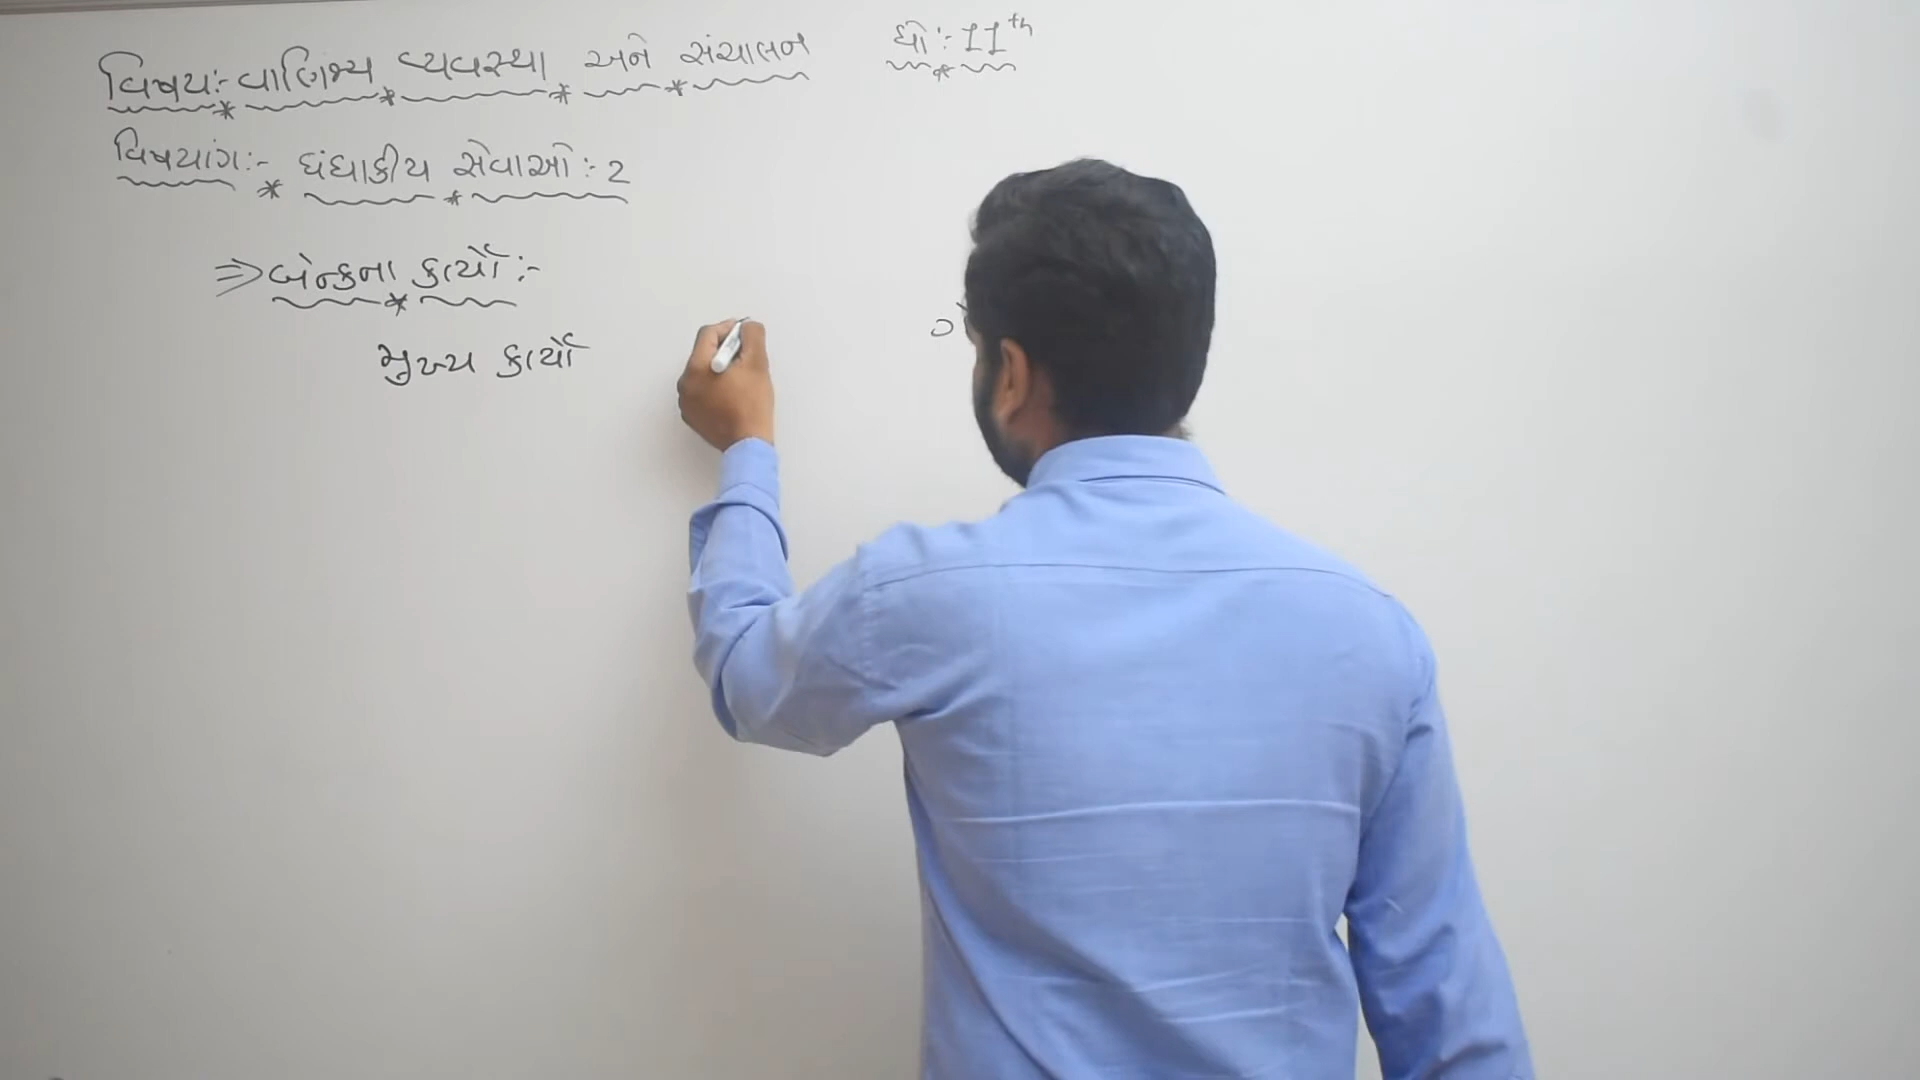 વિષય:- વાણિજ્ય વ્યવસ્થા અને સંચાલન ધો:- 11th
વિષયાંગ:- ધંધાકીય સેવાઓ:- 2
⇒ બેન્કના કાર્યો:-
મુખ્ય કાર્યો